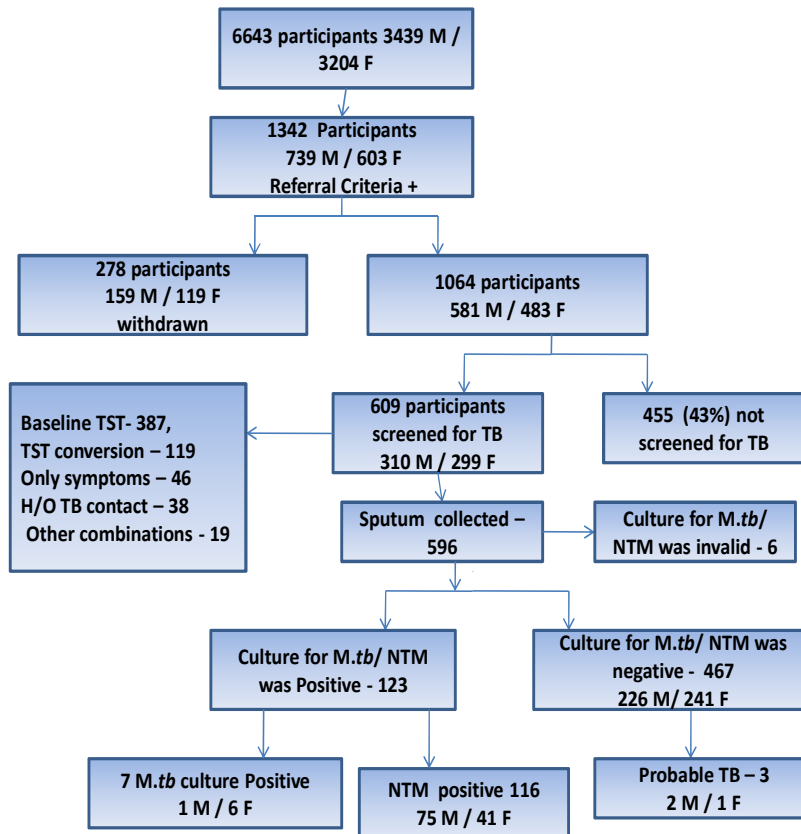 6643 participants 3439 M /
3204 F
1342 Participants
739 M / 603 F
Referral Criteria +
278 participants
159 M / 119 F
withdrawn
1064 participants
581 M / 483 F
Baseline TST- 387,
TST conversion – 119
Only symptoms – 46
H/O TB contact – 38
Other combinations - 19
609 participants
screened for TB
310 M / 299 F
455 (43%) not
screened for TB
Sputum collected –
596
Culture for M.tb/
NTM was invalid - 6
Culture for M.tb/ NTM
was Positive - 123
Culture for M.tb/ NTM was
negative - 467
226 M/ 241 F
7 M.tb culture Positive
1 M / 6 F
NTM positive 116
75 M / 41 F
Probable TB – 3
2 M / 1 F